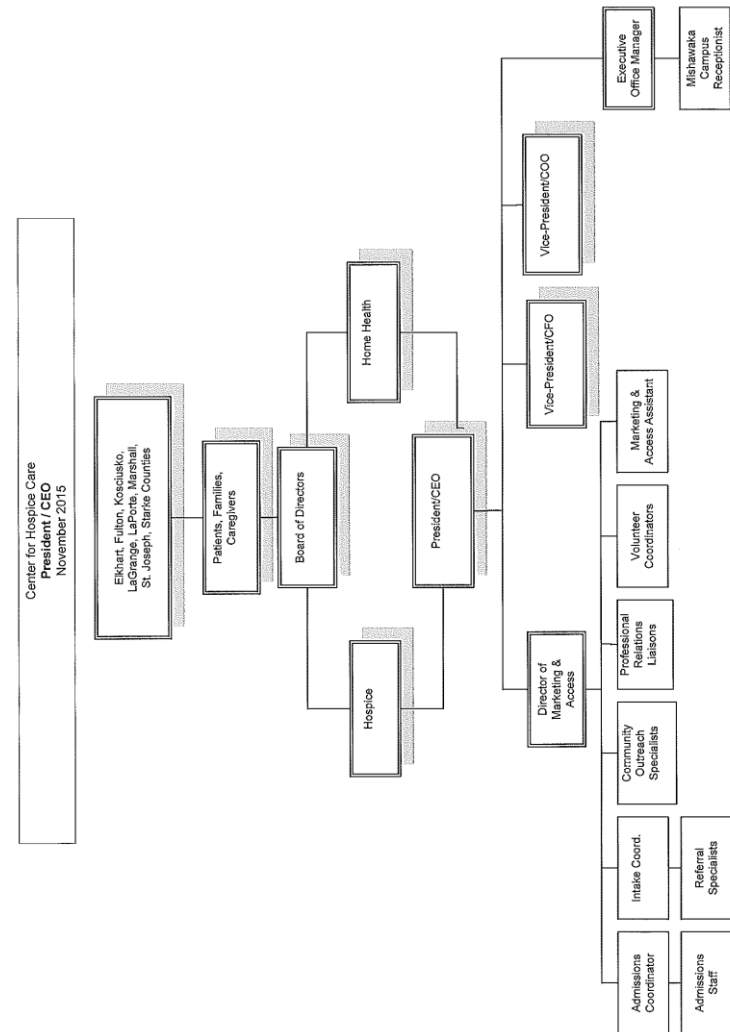 Center for Hospice Care
President / CEO
November 2015
Elkhart, Fulton, Kosciusko,
LaGrange, LaPorte, Marshall,
St. Joseph, Starke Counties
Patients, Families,
Caregivers
Board of Directors
Hospice
Home Health
President/CEO
Director of
Marketing &
Access
Vice-President/CFO
Vice-President/COO
Executive
Office Manager
Mishawaka
Campus
Receptionist
Admissions
Coordinator
Intake Coord.
Community
Outreach
Specialists
Professional
Relations
Liaisons
Volunteer
Coordinators
Marketing &
Access Assistant
Admissions
Staff
Referral
Specialists